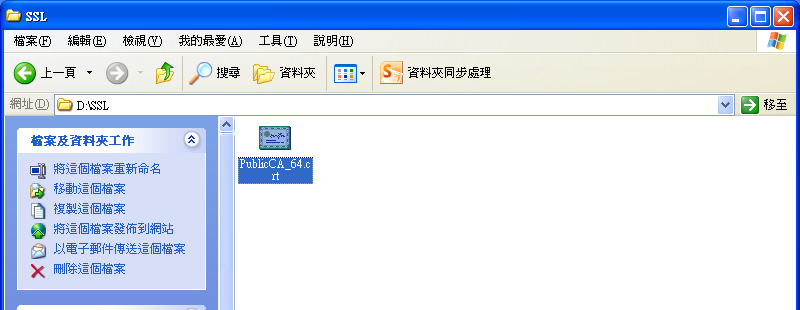 SSL
檔案(F) 編輯(E) 檢視(V) 我的最愛(A) 工具(T) 說明(H)
上一頁 搜尋 資料夾 資料夾同步處理
網址(D) D:\SSL 移至
檔案及資料夾工作
將這個檔案重新命名
移動這個檔案
複製這個檔案
將這個檔案發佈到網站
以電子郵件傳送這個檔案
刪除這個檔案
PublicCA_64.c
rt